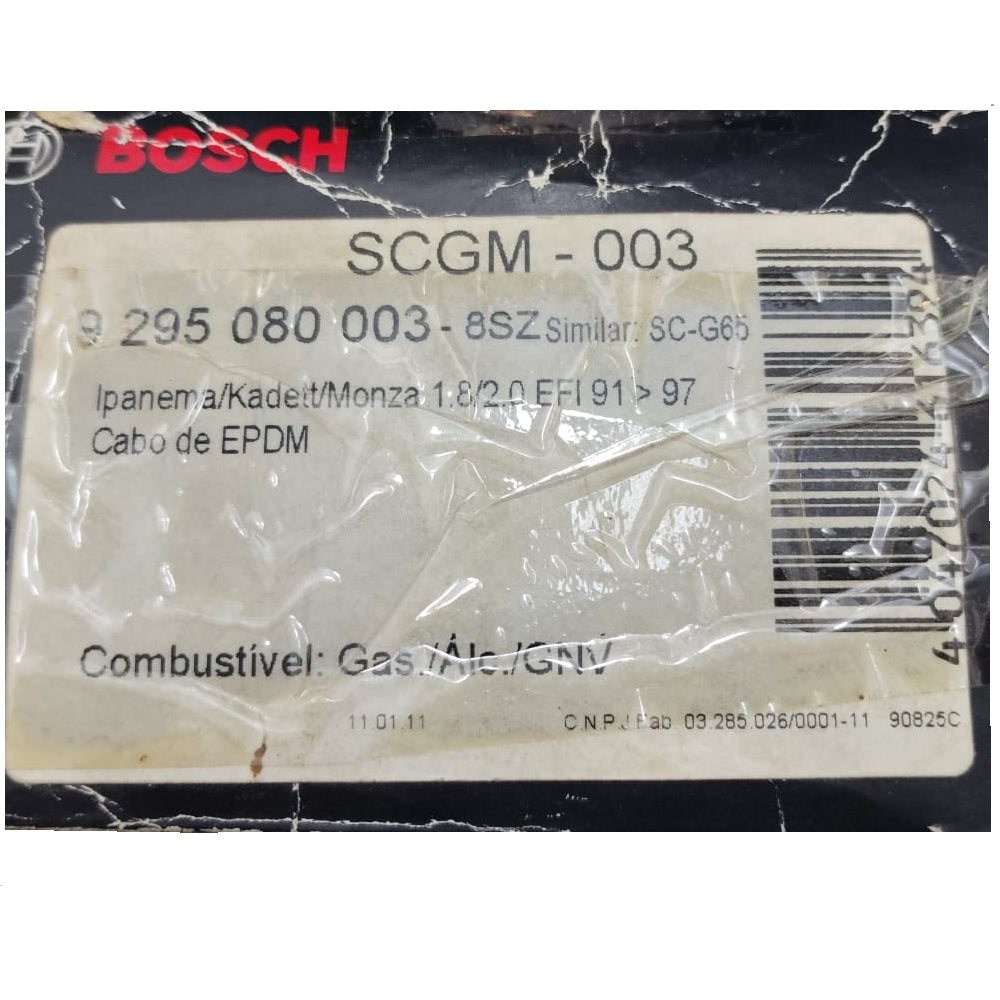 BOSCH
SCGM - 003
9 295 080 003 - 8SZ Similar: SC-G65
Ipanema/Kadett/Monza 1.8/2.0 EFI 91 > 97
Cabo de EPDM
Combustível: Gas./Álc./GNV
11.01.11 C.N.P.J Fab. 03.285.026/0001-11 90825C